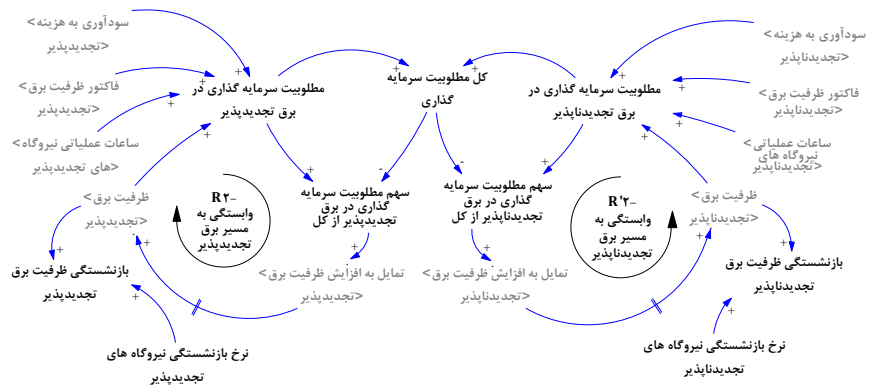 <سودآوری به هزینه
تجدیدپذیر>
<فاکتور ظرفیت برق
تجدیدپذیر>
<ساعات عملیاتی نیروگاه
های تجدیدپذیر>
<ظرفیت برق
تجدیدپذیر>
بازنشستگی ظرفیت برق
تجدیدپذیر
نرخ بازنشستگی نیروگاه های
تجدیدپذیر
مطلوبیت سرمایه گذاری در
برق تجدیدپذیر
R۲-
وابستگی به
مسیر برق
تجدیدپذیر
سهم مطلوبیت سرمایه
گذاری در برق
تجدیدپذیر از کل
<تمایل به افزایش ظرفیت برق
تجدیدپذیر>
کل مطلوبیت سرمایه
گذاری
سهم مطلوبیت سرمایه
گذاری در برق
تجدیدناپذیر از کل
<تمایل به افزایش ظرفیت برق
تجدیدناپذیر>
مطلوبیت سرمایه گذاری در
برق تجدیدناپذیر
R'۲-
وابستگی به
مسیر برق
تجدیدناپذیر
<سودآوری به هزینه
تجدیدناپذیر>
<فاکتور ظرفیت برق
تجدیدناپذیر>
<ساعات عملیاتی
نیروگاه های
تجدیدناپذیر>
<ظرفیت برق
تجدیدناپذیر>
بازنشستگی ظرفیت برق
تجدیدناپذیر
نرخ بازنشستگی نیروگاه های
تجدیدناپذیر